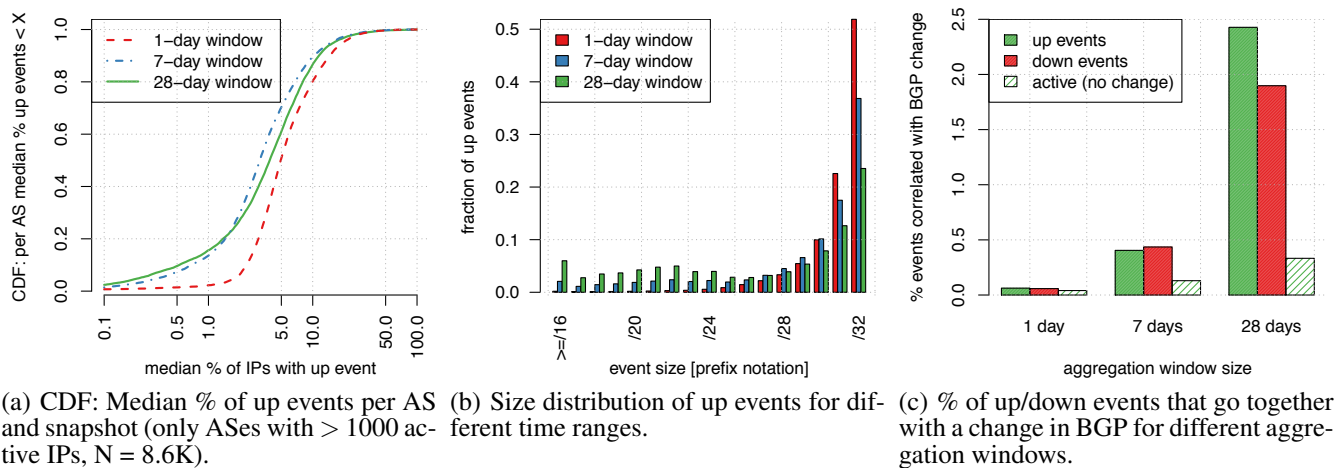 CDF: per AS median % up events < X
0.0
0.2
0.4
0.6
0.8
1.0
1−day window
7−day window
28−day window
0.1
0.5
1.0
5.0
10.0
50.0
100.0
median % of IPs with up event
fraction of up events
0.0
0.1
0.2
0.3
0.4
0.5
1−day window
7−day window
28−day window
>=/16
/20
/24
/28
/32
event size [prefix notation]
% events correlated with BGP change
0.0
0.5
1.0
1.5
2.0
2.5
up events
down events
active (no change)
1 day
7 days
28 days
aggregation window size
(a) CDF: Median % of up events per AS
and snapshot (only ASes with > 1000 ac-
tive IPs, N = 8.6K).
(b) Size distribution of up events for dif-
ferent time ranges.
(c) % of up/down events that go together
with a change in BGP for different aggre-
gation windows.